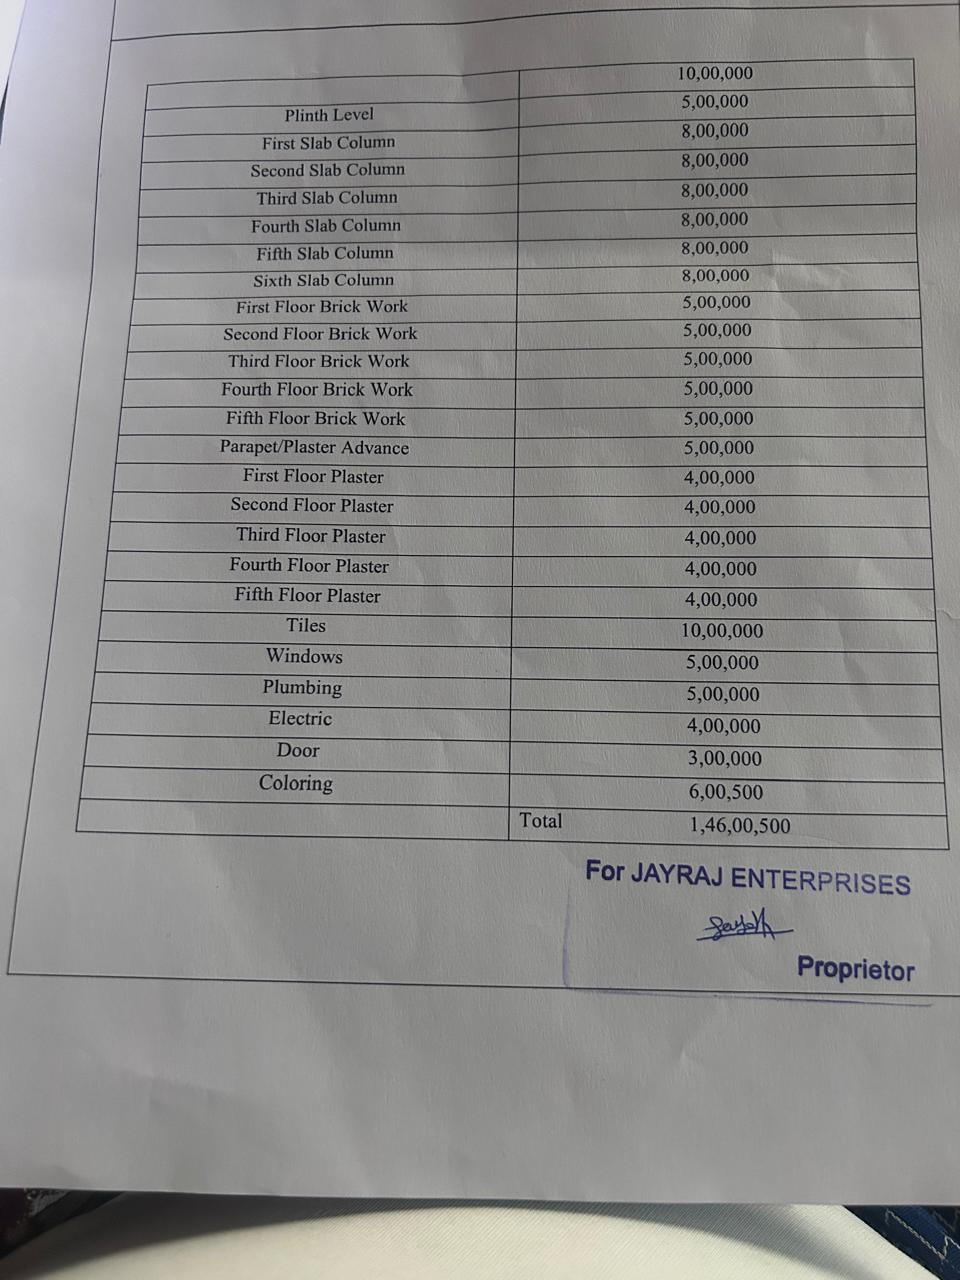 10,00,000
Plinth Level 5,00,000
First Slab Column 8,00,000
Second Slab Column 8,00,000
Third Slab Column 8,00,000
Fourth Slab Column 8,00,000
Fifth Slab Column 8,00,000
Sixth Slab Column 8,00,000
First Floor Brick Work 5,00,000
Second Floor Brick Work 5,00,000
Third Floor Brick Work 5,00,000
Fourth Floor Brick Work 5,00,000
Fifth Floor Brick Work 5,00,000
Parapet/Plaster Advance 5,00,000
First Floor Plaster 4,00,000
Second Floor Plaster 4,00,000
Third Floor Plaster 4,00,000
Fourth Floor Plaster 4,00,000
Fifth Floor Plaster 4,00,000
Tiles 10,00,000
Windows 5,00,000
Plumbing 5,00,000
Electric 4,00,000
Door 3,00,000
Coloring 6,00,500
Total 1,46,00,500
For JAYRAJ ENTERPRISES
Proprietor